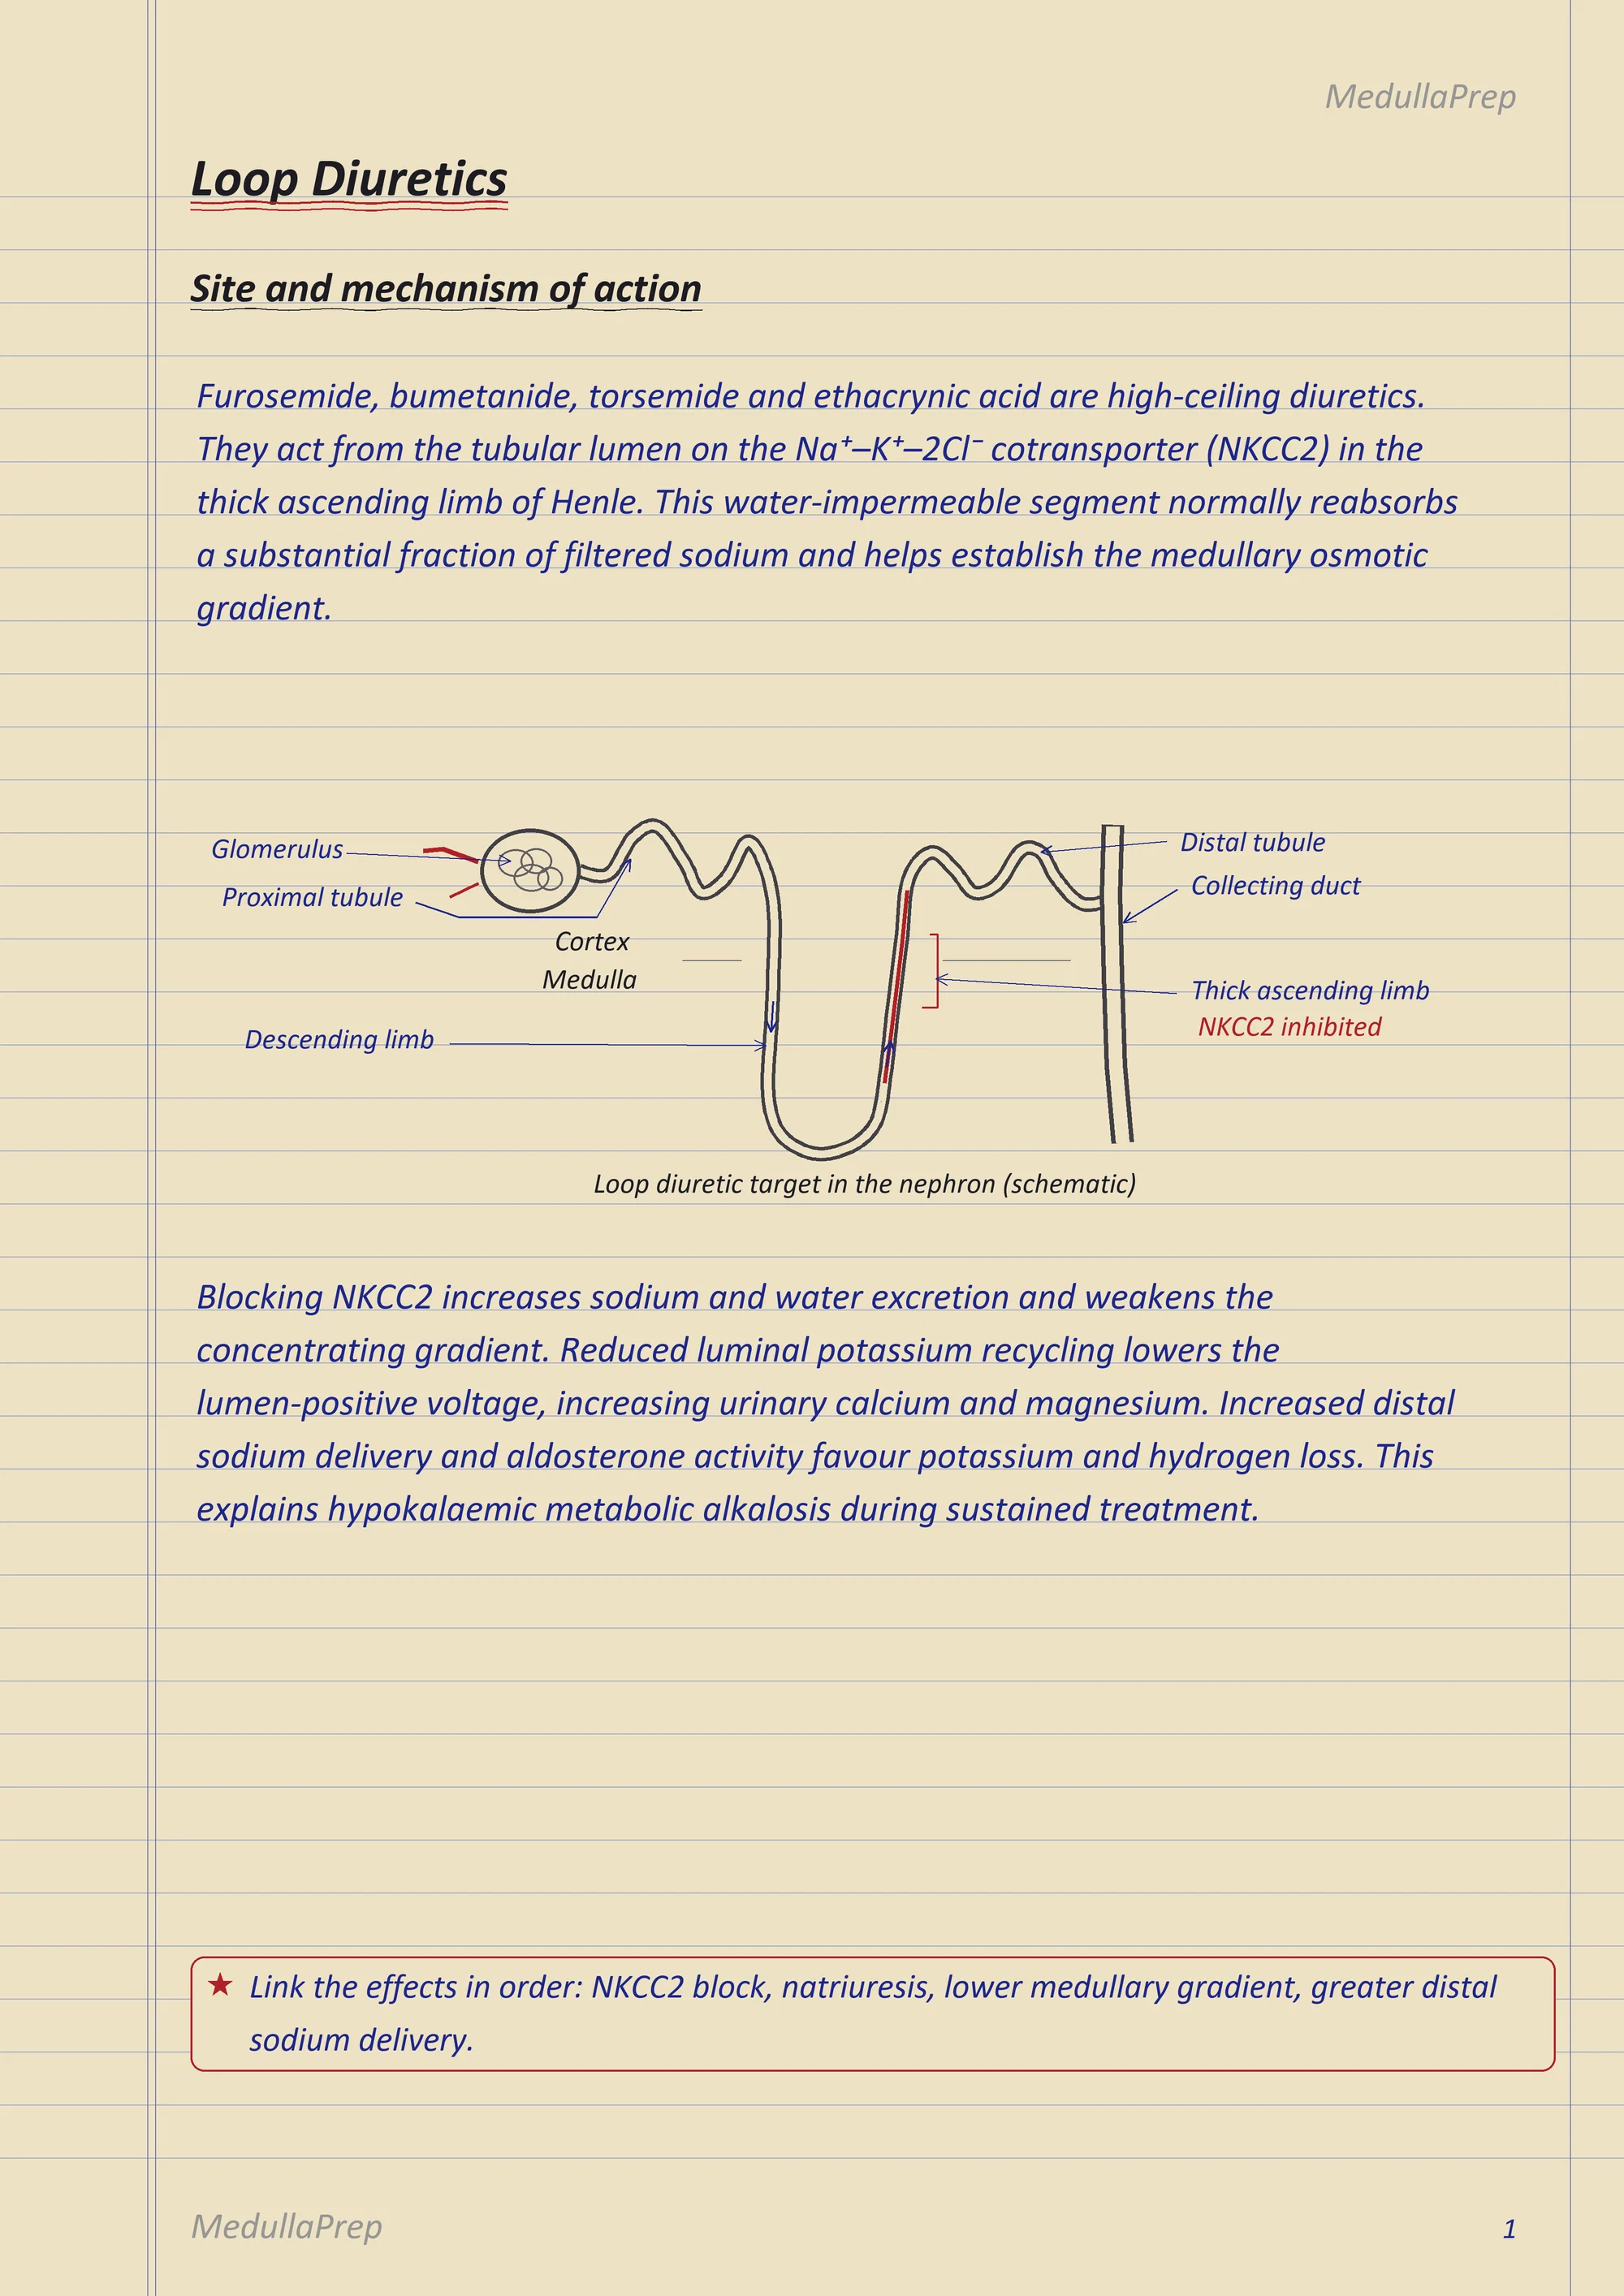 MedullaPrep
Loop Diuretics
Site and mechanism of action
Furosemide, bumetanide, torsemide and ethacrynic acid are high-ceiling diuretics.
They act from the tubular lumen on the Na⁺–K⁺–2Cl⁻ cotransporter (NKCC2) in the
thick ascending limb of Henle. This water-impermeable segment normally reabsorbs
a substantial fraction of filtered sodium and helps establish the medullary osmotic
gradient.
Glomerulus
Proximal tubule
Cortex
Medulla
Descending limb
Distal tubule
Collecting duct
Thick ascending limb
NKCC2 inhibited
Loop diuretic target in the nephron (schematic)
Blocking NKCC2 increases sodium and water excretion and weakens the
concentrating gradient. Reduced luminal potassium recycling lowers the
lumen-positive voltage, increasing urinary calcium and magnesium. Increased distal
sodium delivery and aldosterone activity favour potassium and hydrogen loss. This
explains hypokalaemic metabolic alkalosis during sustained treatment.
★ Link the effects in order: NKCC2 block, natriuresis, lower medullary gradient, greater distal
sodium delivery.
MedullaPrep
1